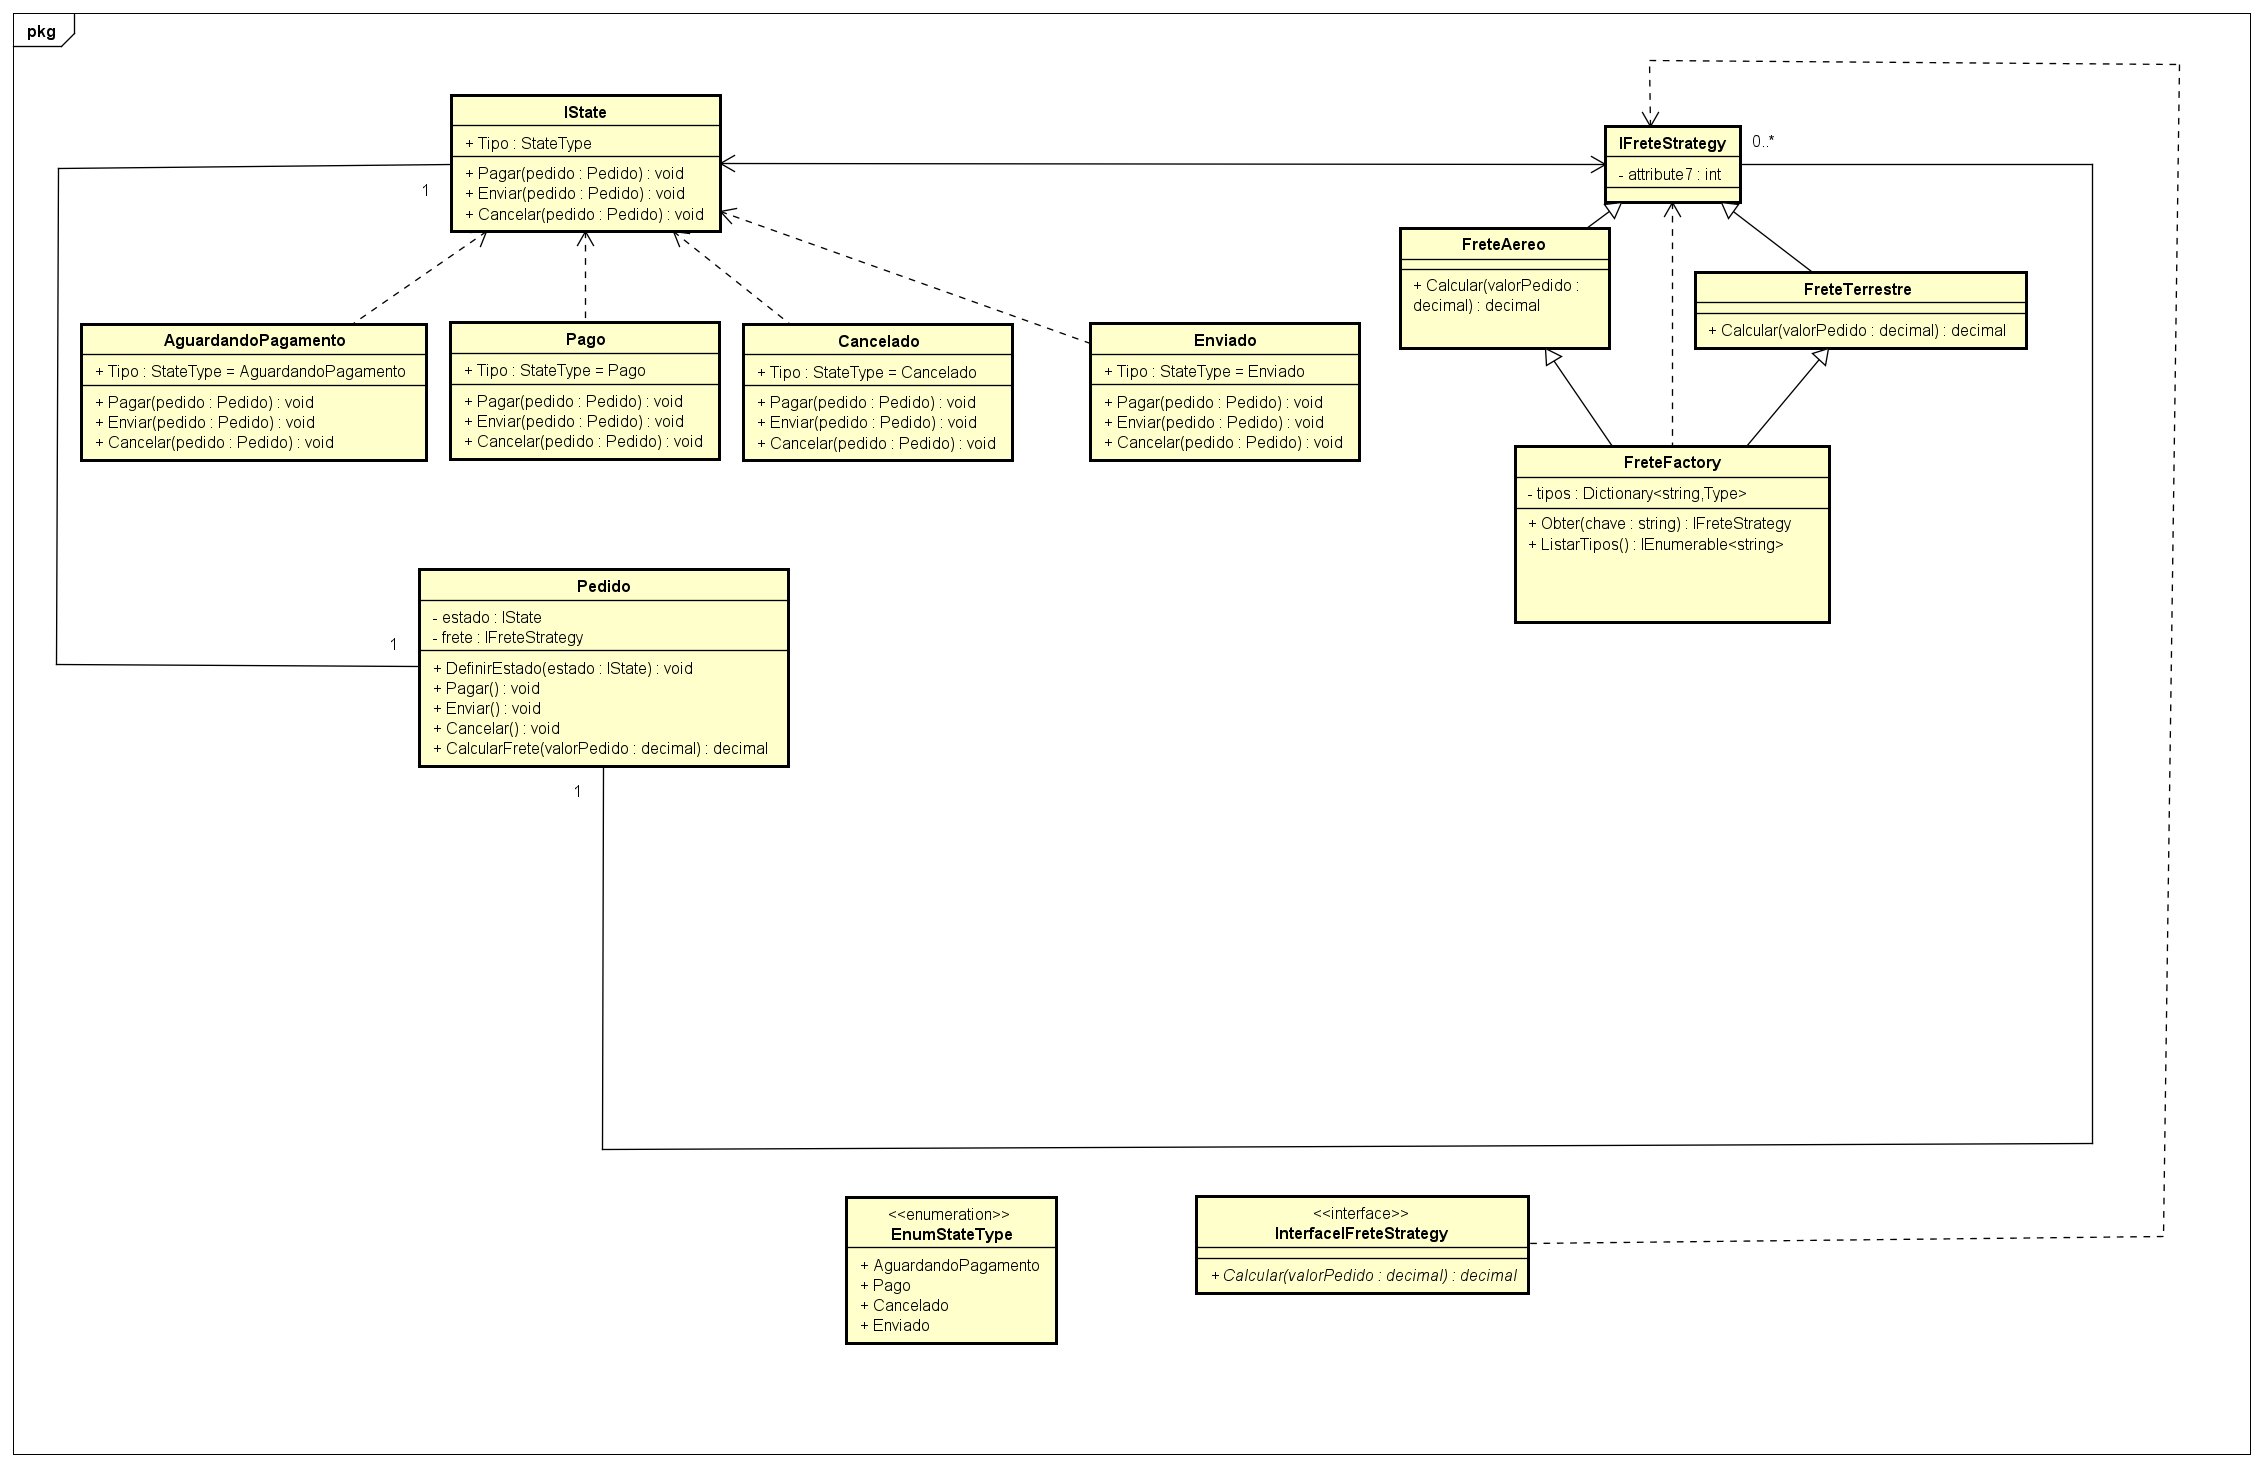 pkg
IState
+ Tipo : StateType
+ Pagar(pedido : Pedido) : void
+ Enviar(pedido : Pedido) : void
+ Cancelar(pedido : Pedido) : void
1
IFreteStrategy
- attribute7 : int
0..*
FreteAereo
+ Calcular(valorPedido :
decimal) : decimal
FreteTerrestre
+ Calcular(valorPedido : decimal) : decimal
AguardandoPagamento
+ Tipo : StateType = AguardandoPagamento
+ Pagar(pedido : Pedido) : void
+ Enviar(pedido : Pedido) : void
+ Cancelar(pedido : Pedido) : void
Pago
+ Tipo : StateType = Pago
+ Pagar(pedido : Pedido) : void
+ Enviar(pedido : Pedido) : void
+ Cancelar(pedido : Pedido) : void
Cancelado
+ Tipo : StateType = Cancelado
+ Pagar(pedido : Pedido) : void
+ Enviar(pedido : Pedido) : void
+ Cancelar(pedido : Pedido) : void
Enviado
+ Tipo : StateType = Enviado
+ Pagar(pedido : Pedido) : void
+ Enviar(pedido : Pedido) : void
+ Cancelar(pedido : Pedido) : void
FreteFactory
- tipos : Dictionary<string,Type>
+ Obter(chave : string) : IFreteStrategy
+ ListarTipos() : IEnumerable<string>
Pedido
- estado : IState
- frete : IFreteStrategy
+ DefinirEstado(estado : IState) : void
+ Pagar() : void
+ Enviar() : void
+ Cancelar() : void
+ CalcularFrete(valorPedido : decimal) : decimal
1
1
<<enumeration>>
EnumStateType
+ AguardandoPagamento
+ Pago
+ Cancelado
+ Enviado
<<interface>>
InterfaceIFreteStrategy
+ Calcular(valorPedido : decimal) : decimal